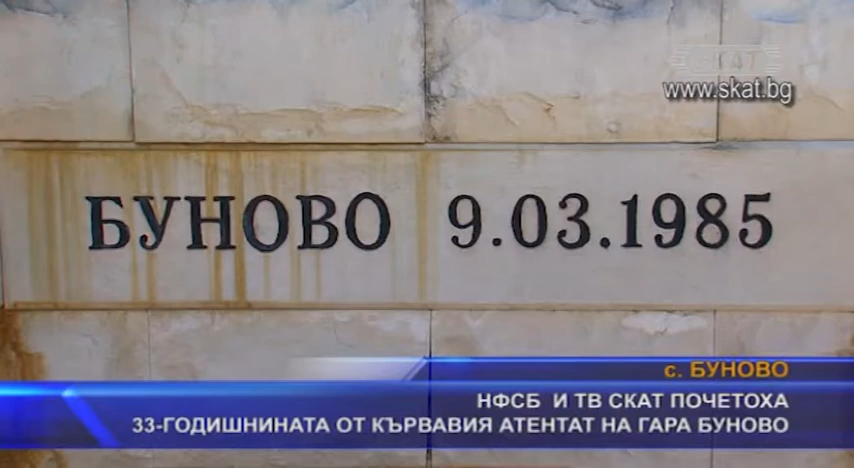 SKAT
www.skat.bg
БУНОВО 9.03.1985
с. БУНОВО
НФСБ И ТВ СКАТ ПОЧЕТОХА
33-ГОДИШНИНАТА ОТ КЪРВАВИЯ АТЕНТАТ НА ГАРА БУНОВО